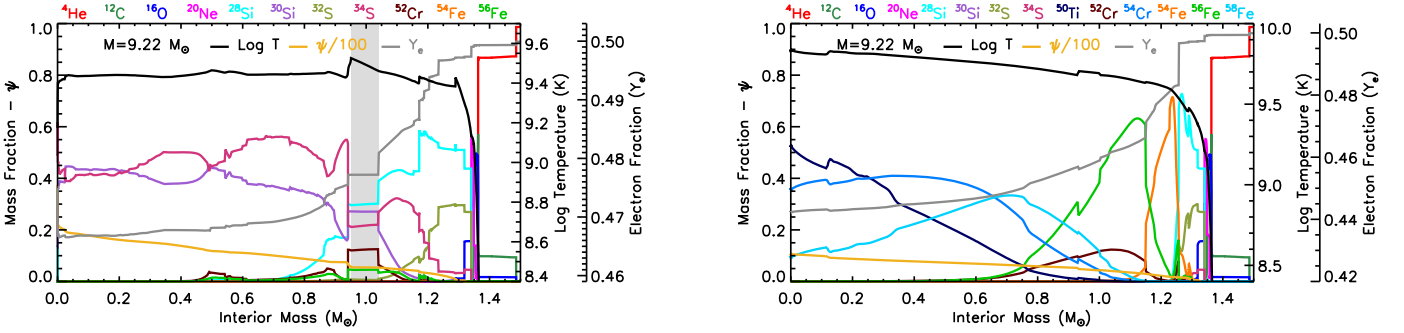 ⁴He ¹²C ¹⁶O ²⁰Ne ²⁸Si ³⁰Si ³²S ³⁴S ⁵²Cr ⁵⁴Fe ⁵⁶Fe
M=9.22 M⊙ Log T ψ/100 Yₑ
1.0
0.8
0.6
0.4
0.2
0.0
Mass Fraction - ψ
0.0 0.2 0.4 0.6 0.8 1.0 1.2 1.4
Interior Mass (M⊙)
9.6
9.4
9.2
9.0
8.8
8.6
8.4
Log Temperature (K)
0.50
0.49
0.48
0.47
0.46
Electron Fraction (Yₑ)
⁴He ¹²C ¹⁶O ²⁰Ne ²⁸Si ³⁰Si ³²S ³⁴S ⁵⁰Ti ⁵²Cr ⁵⁴Cr ⁵⁴Fe ⁵⁶Fe ⁵⁸Fe
M=9.22 M⊙ Log T ψ/100 Yₑ
1.0
0.8
0.6
0.4
0.2
0.0
Mass Fraction - ψ
0.0 0.2 0.4 0.6 0.8 1.0 1.2 1.4
Interior Mass (M⊙)
10.0
9.5
9.0
8.5
Log Temperature (K)
0.50
0.48
0.46
0.44
0.42
Electron Fraction (Yₑ)